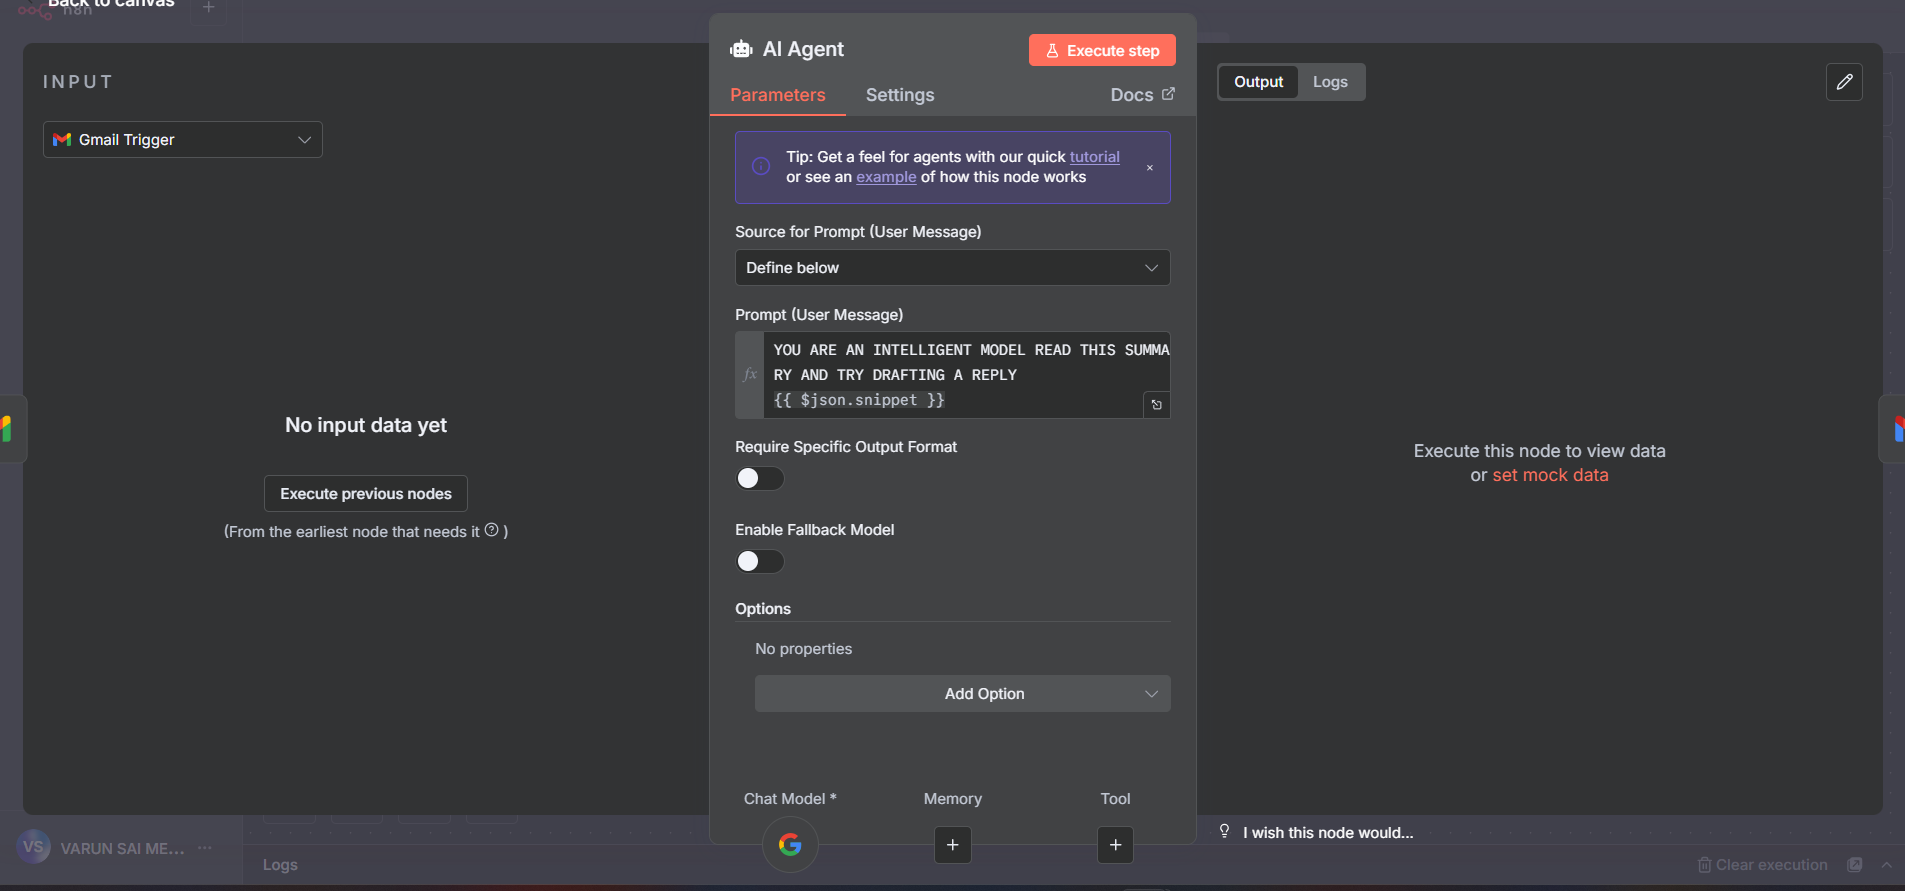 Back to canvas
n8n
INPUT
Gmail Trigger
No input data yet
Execute previous nodes
(From the earliest node that needs it ? )
AI Agent
Execute step
Parameters
Settings
Docs
Tip: Get a feel for agents with our quick tutorial
or see an example of how this node works
Source for Prompt (User Message)
Define below
Prompt (User Message)
fx
YOU ARE AN INTELLIGENT MODEL READ THIS SUMMA
RY AND TRY DRAFTING A REPLY
{{ $json.snippet }}
Require Specific Output Format
Enable Fallback Model
Options
No properties
Add Option
Chat Model *
Memory
Tool
Output
Logs
Execute this node to view data
or set mock data
I wish this node would...
VS
VARUN SAI ME...
Logs
Clear execution